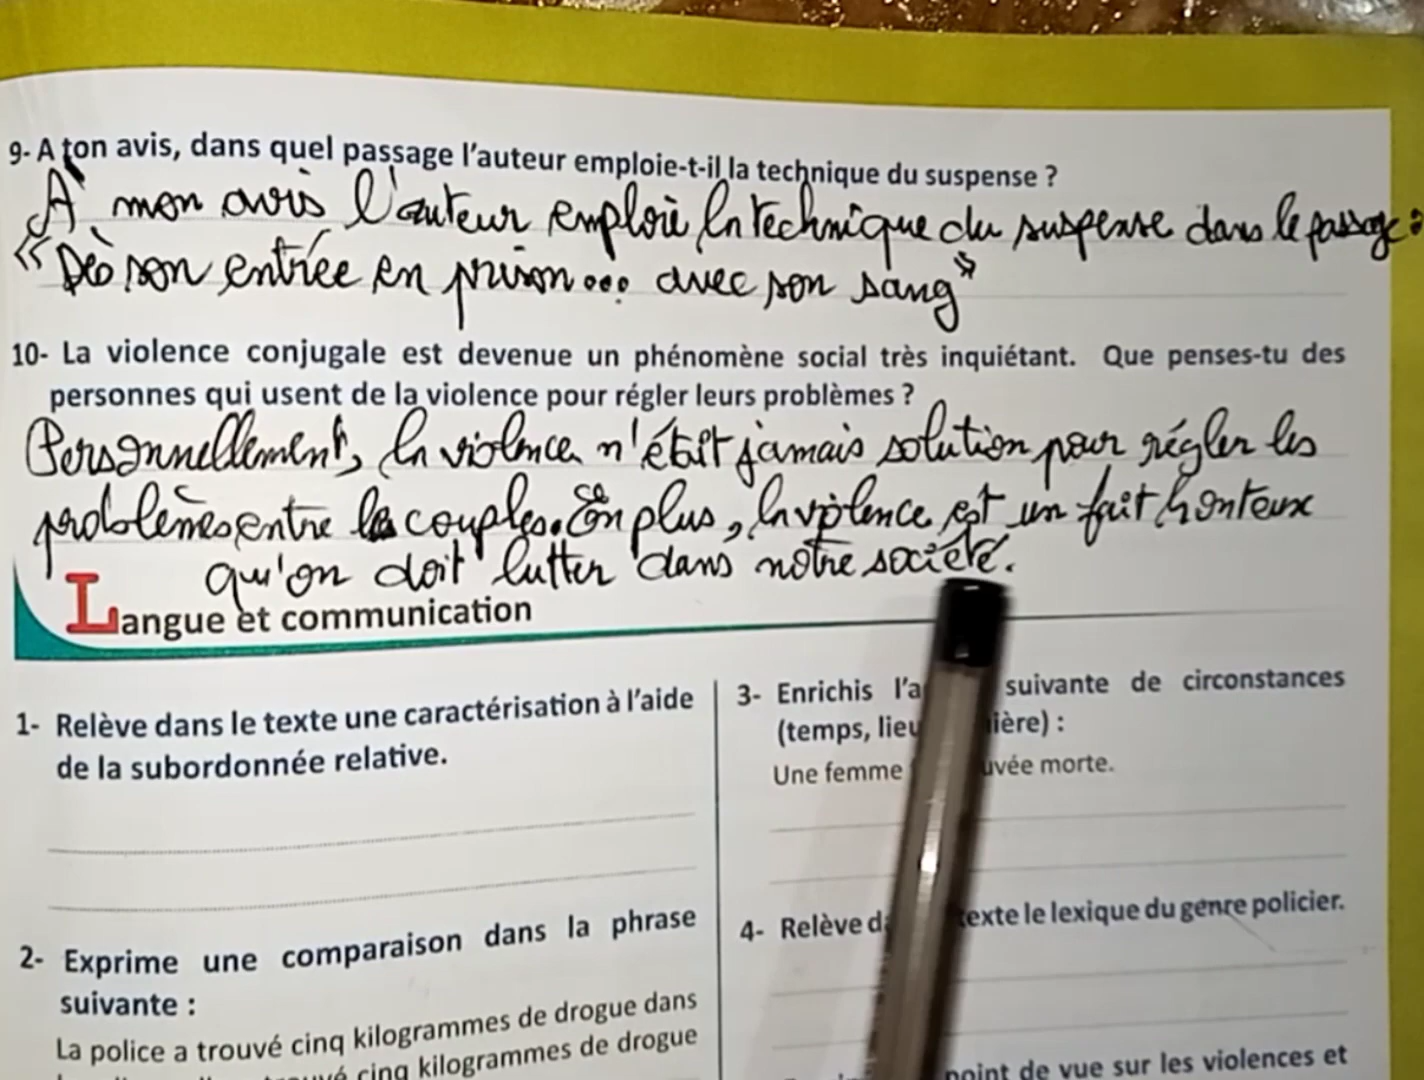 9- A ton avis, dans quel passage l'auteur emploie-t-il la technique du suspense ?
A mon avis l'auteur emploie la technique du suspense dans le passage :
"Dès son entrée en prison... avec son sang"
10- La violence conjugale est devenue un phénomène social très inquiétant. Que penses-tu des
personnes qui usent de la violence pour régler leurs problèmes ?
Personnellement, la violence n'était jamais solution pour régler les
problèmes entre les couples. En plus, la violence est un fait honteux
qu'on doit lutter dans notre société.
Langue et communication
1- Relève dans le texte une caractérisation à l'aide
de la subordonnée relative.
2- Exprime une comparaison dans la phrase
suivante :
La police a trouvé cinq kilogrammes de drogue dans
cinq kilogrammes de drogue
3- Enrichis suivante de circonstances
(temps, :
Une femme morte.
4- Relève le lexique du genre policier.
point de vue sur les violences et